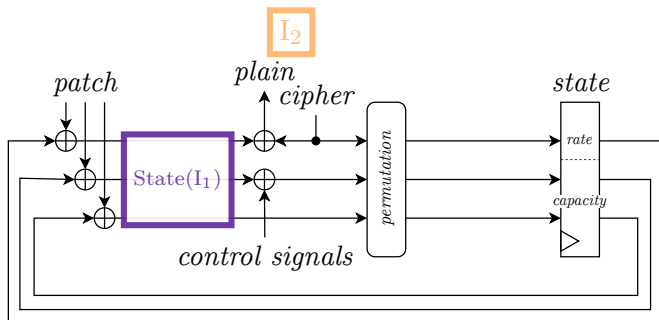 I₂
patch
plain
cipher
state
State(I₁)
permutation
rate
capacity
control signals